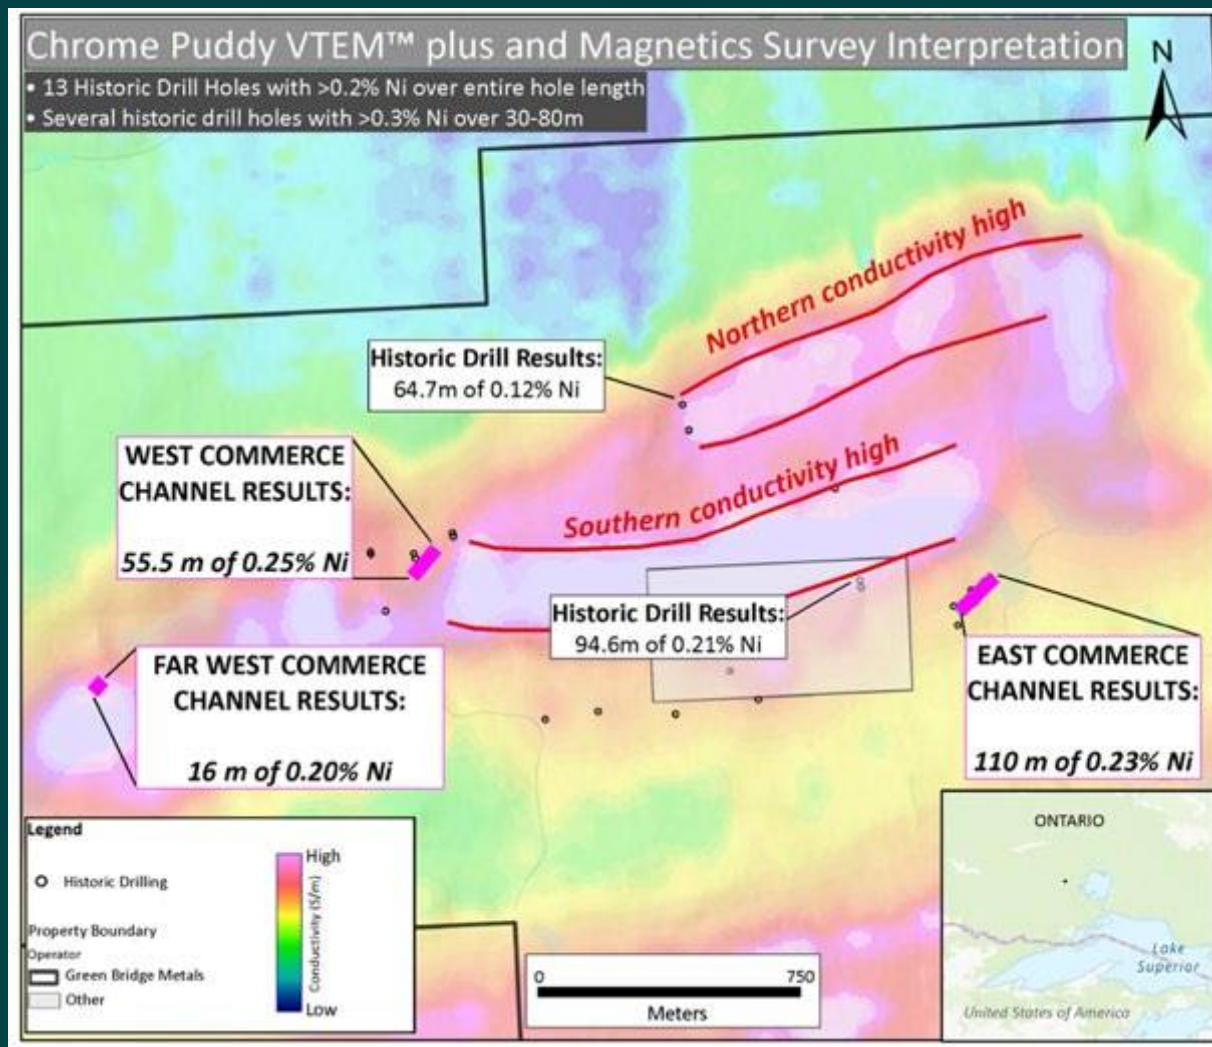 Chrome Puddy VTEM™ plus and Magnetics Survey Interpretation
• 13 Historic Drill Holes with >0.2% Ni over entire hole length
• Several historic drill holes with >0.3% Ni over 30-80m
N
Northern conductivity high
Historic Drill Results:
64.7m of 0.12% Ni
WEST COMMERCE
CHANNEL RESULTS:
55.5 m of 0.25% Ni
Southern conductivity high
Historic Drill Results:
94.6m of 0.21% Ni
FAR WEST COMMERCE
CHANNEL RESULTS:
16 m of 0.20% Ni
EAST COMMERCE
CHANNEL RESULTS:
110 m of 0.23% Ni
Legend
Historic Drilling
Property Boundary
Operator
Green Bridge Metals
Other
High
Conductivity (S/m)
Low
0 750
Meters
ONTARIO
Lake
Superior
United States of America